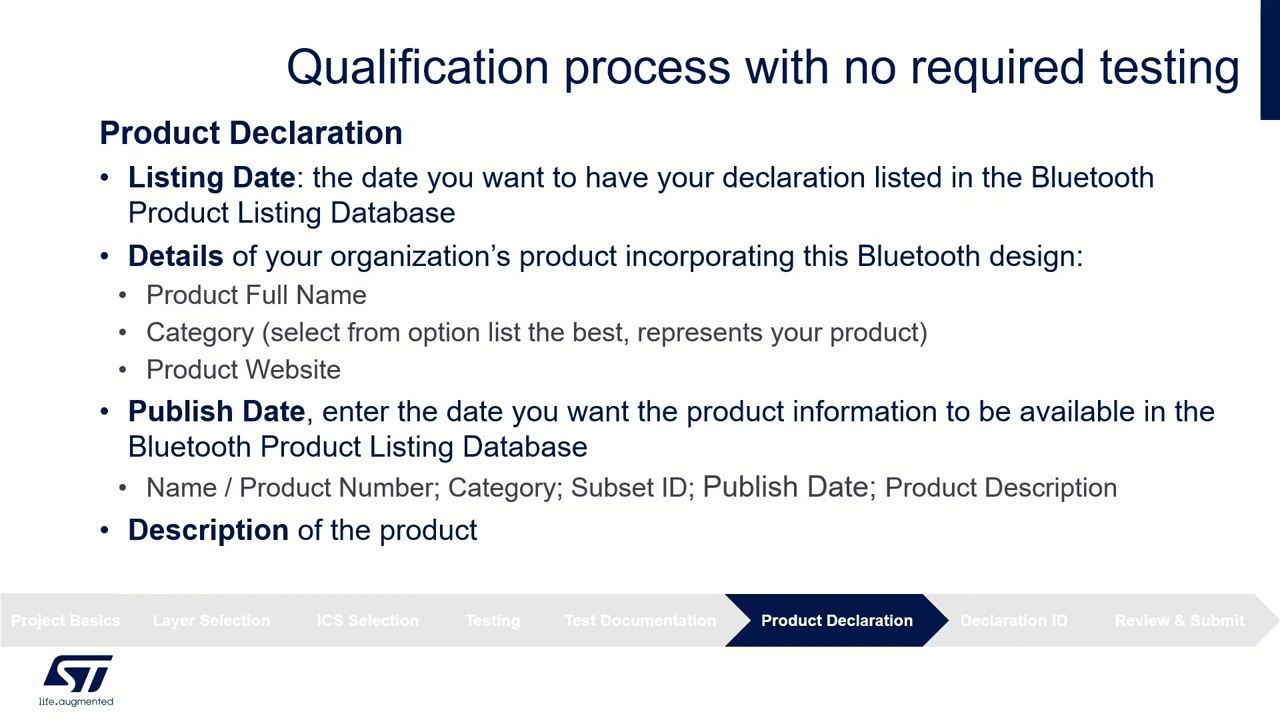 Qualification process with no required testing
Product Declaration
• Listing Date: the date you want to have your declaration listed in the Bluetooth
Product Listing Database
• Details of your organization’s product incorporating this Bluetooth design:
• Product Full Name
• Category (select from option list the best, represents your product)
• Product Website
• Publish Date, enter the date you want the product information to be available in the
Bluetooth Product Listing Database
• Name / Product Number; Category; Subset ID; Publish Date; Product Description
• Description of the product
Project Basics Layer Selection ICS Selection Testing Test Documentation Product Declaration Declaration ID Review & Submit
ST
life.augmented